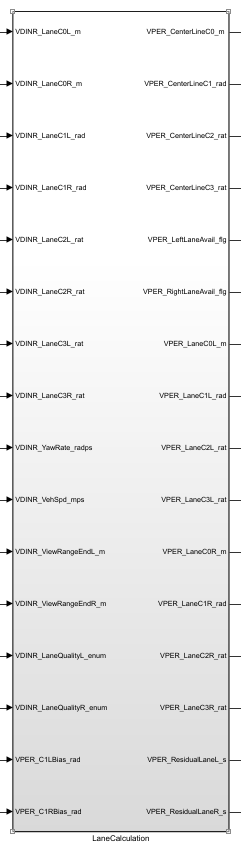 VDINR_LaneC0L_m VPER_CenterLineC0_m
VDINR_LaneC0R_m VPER_CenterLineC1_rad
VDINR_LaneC1L_rad VPER_CenterLineC2_rat
VDINR_LaneC1R_rad VPER_CenterLineC3_rat
VDINR_LaneC2L_rat VPER_LeftLaneAvail_flg
VDINR_LaneC2R_rat VPER_RightLaneAvail_flg
VDINR_LaneC3L_rat VPER_LaneC0L_m
VDINR_LaneC3R_rat VPER_LaneC1L_rad
VDINR_YawRate_radps VPER_LaneC2L_rat
VDINR_VehSpd_mps VPER_LaneC3L_rat
VDINR_ViewRangeEndL_m VPER_LaneC0R_m
VDINR_ViewRangeEndR_m VPER_LaneC1R_rad
VDINR_LaneQualityL_enum VPER_LaneC2R_rat
VDINR_LaneQualityR_enum VPER_LaneC3R_rat
VPER_C1LBias_rad VPER_ResidualLaneL_s
VPER_C1RBias_rad VPER_ResidualLaneR_s
LaneCalculation